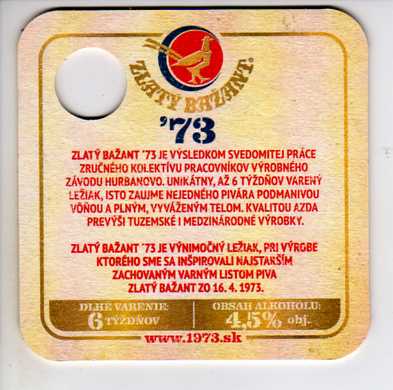 ZLATÝ BAŽANT
'73
ZLATÝ BAŽANT '73 JE VÝSLEDKOM SVEDOMITEJ PRÁCE
ZRUČNÉHO KOLEKTÍVU PRACOVNÍKOV VÝROBNÉHO
ZÁVODU HURBANOVO. UNIKÁTNY, AŽ 6 TÝŽDŇOV VARENÝ
LEŽIAK, ISTO ZAUJME NEJEDNÉHO PIVÁRA PODMANIVOU
VÔŇOU A PLNÝM, VYVÁŽENÝM TELOM. KVALITOU AZDA
PREVÝŠI TUZEMSKÉ I MEDZINÁRODNÉ VÝROBKY.
ZLATÝ BAŽANT '73 JE VÝNIMOČNÝ LEŽIAK, PRI VÝROBE
KTORÉHO SME SA INŠPIROVALI NAJSTARŠÍM
ZACHOVANÝM VARNÝM LISTOM PIVA
ZLATÝ BAŽANT ZO 16. 4. 1973.
DLHÉ VARENIE: OBSAH ALKOHOLU:
6 TÝŽDŇOV 4,5% obj.
www.1973.sk